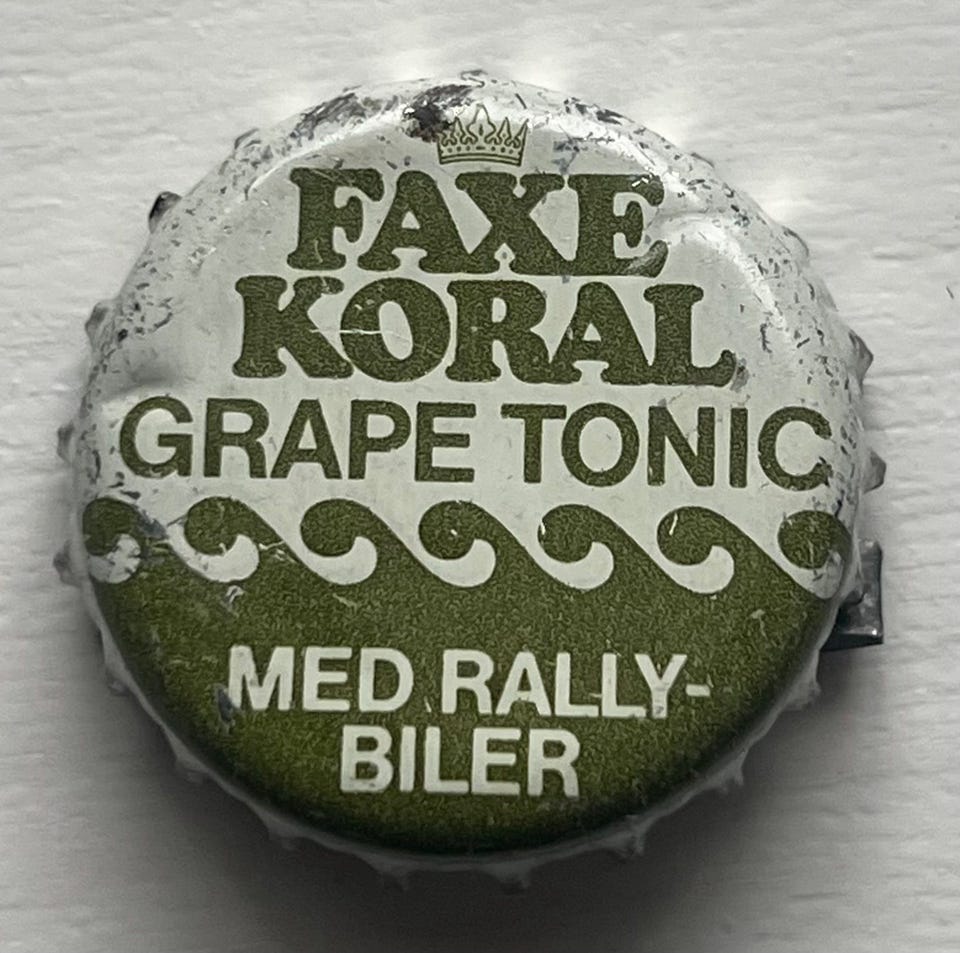 FAXE
KORAL
GRAPE TONIC
MED RALLY-
BILER